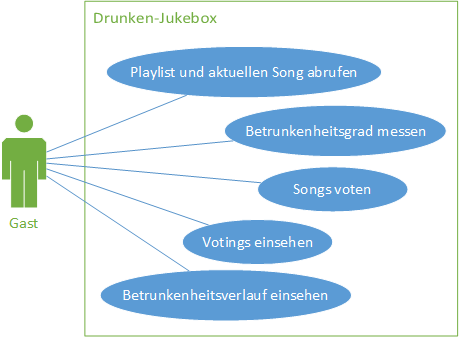 Drunken-Jukebox
Playlist und aktuellen Song abrufen
Betrunkenheitsgrad messen
Songs voten
Gast
Votings einsehen
Betrunkenheitsverlauf einsehen